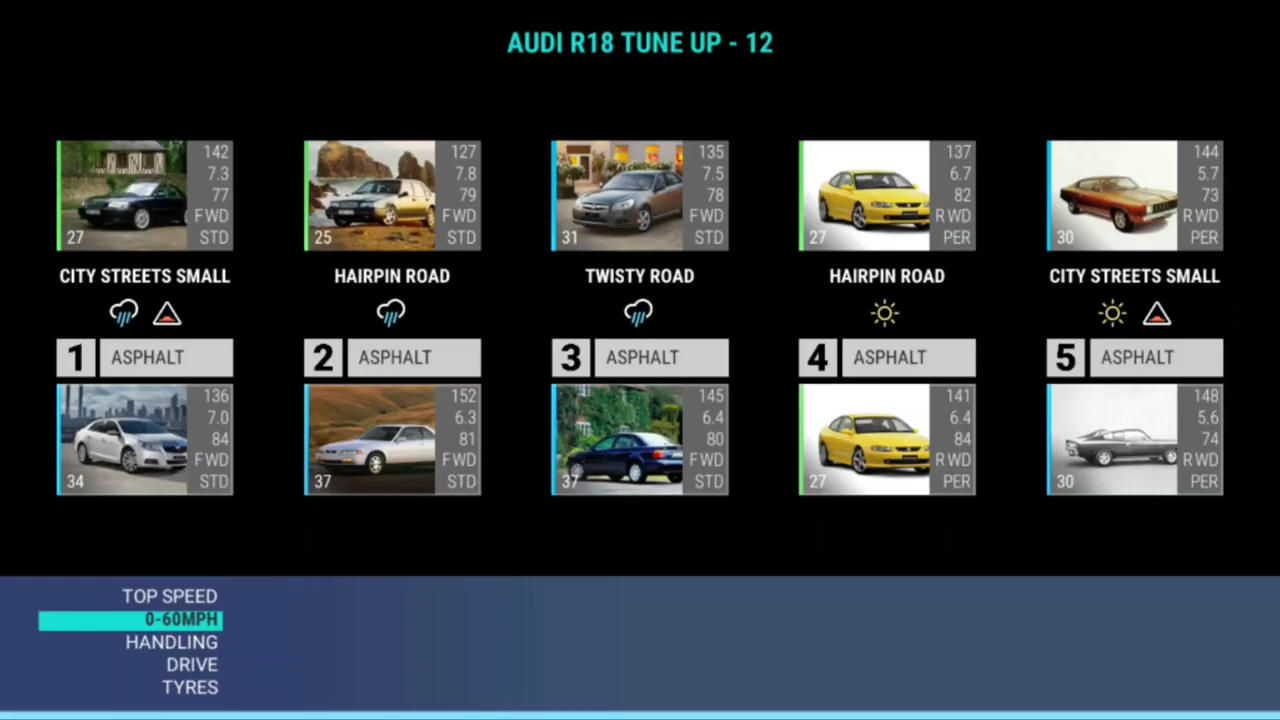 AUDI R18 TUNE UP - 12
142
7.3
77
FWD
STD
27
127
7.8
79
FWD
STD
25
135
7.5
78
FWD
STD
31
137
6.7
82
RWD
PER
27
144
5.7
73
RWD
PER
30
CITY STREETS SMALL
HAIRPIN ROAD
TWISTY ROAD
HAIRPIN ROAD
CITY STREETS SMALL
1 ASPHALT
2 ASPHALT
3 ASPHALT
4 ASPHALT
5 ASPHALT
136
7.0
84
FWD
STD
34
152
6.3
81
FWD
STD
37
145
6.4
80
FWD
STD
37
141
6.4
84
RWD
PER
27
148
5.6
74
RWD
PER
30
TOP SPEED
0-60MPH
HANDLING
DRIVE
TYRES